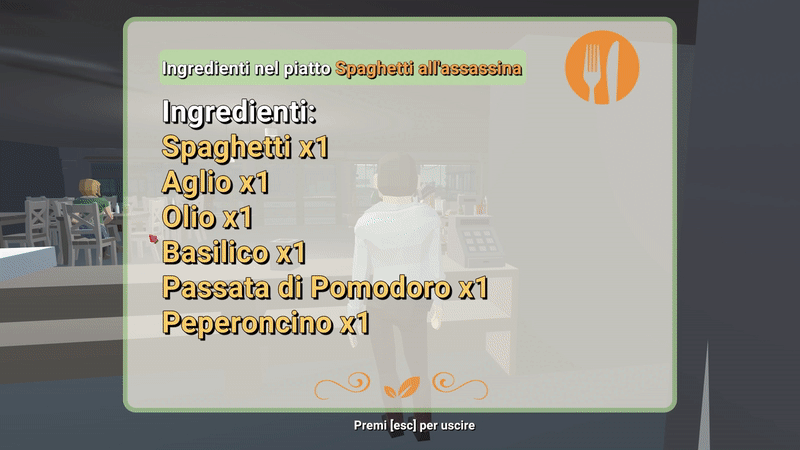 Ingredienti nel piatto Spaghetti all'assassina
Ingredienti:
Spaghetti x1
Aglio x1
Olio x1
Basilico x1
Passata di Pomodoro x1
Peperoncino x1
Premi [esc] per uscire